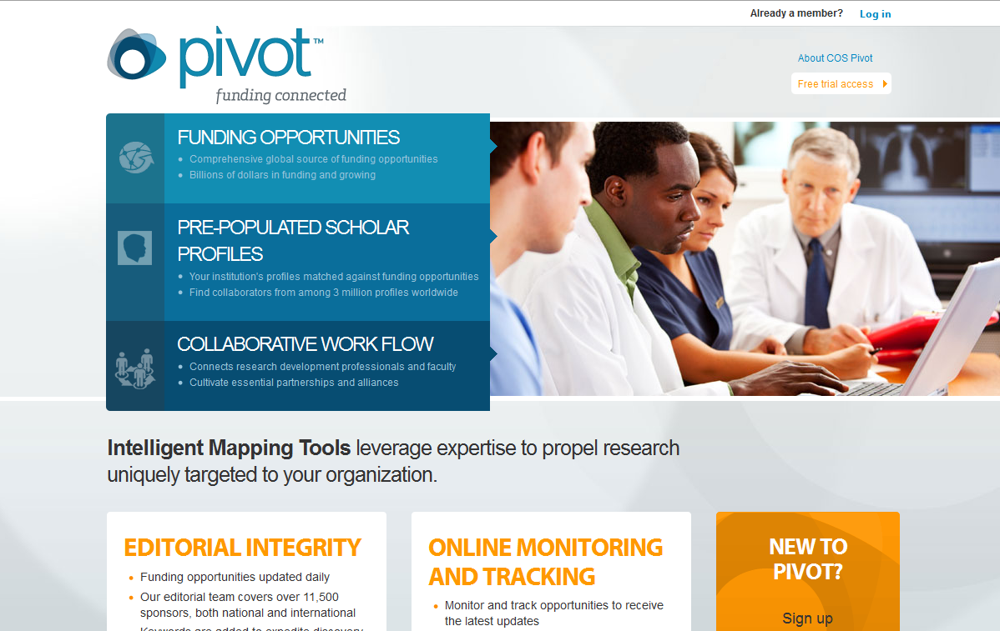 Already a member? Log in
pivot™
funding connected
About COS Pivot
Free trial access
FUNDING OPPORTUNITIES
• Comprehensive global source of funding opportunities
• Billions of dollars in funding and growing
PRE-POPULATED SCHOLAR
PROFILES
• Your institution's profiles matched against funding opportunities
• Find collaborators from among 3 million profiles worldwide
COLLABORATIVE WORK FLOW
• Connects research development professionals and faculty
• Cultivate essential partnerships and alliances
Intelligent Mapping Tools leverage expertise to propel research
uniquely targeted to your organization.
EDITORIAL INTEGRITY
• Funding opportunities updated daily
• Our editorial team covers over 11,500
sponsors, both national and international
Keywords are added to expedite discovery
ONLINE MONITORING
AND TRACKING
• Monitor and track opportunities to receive
the latest updates
NEW TO
PIVOT?
Sign up